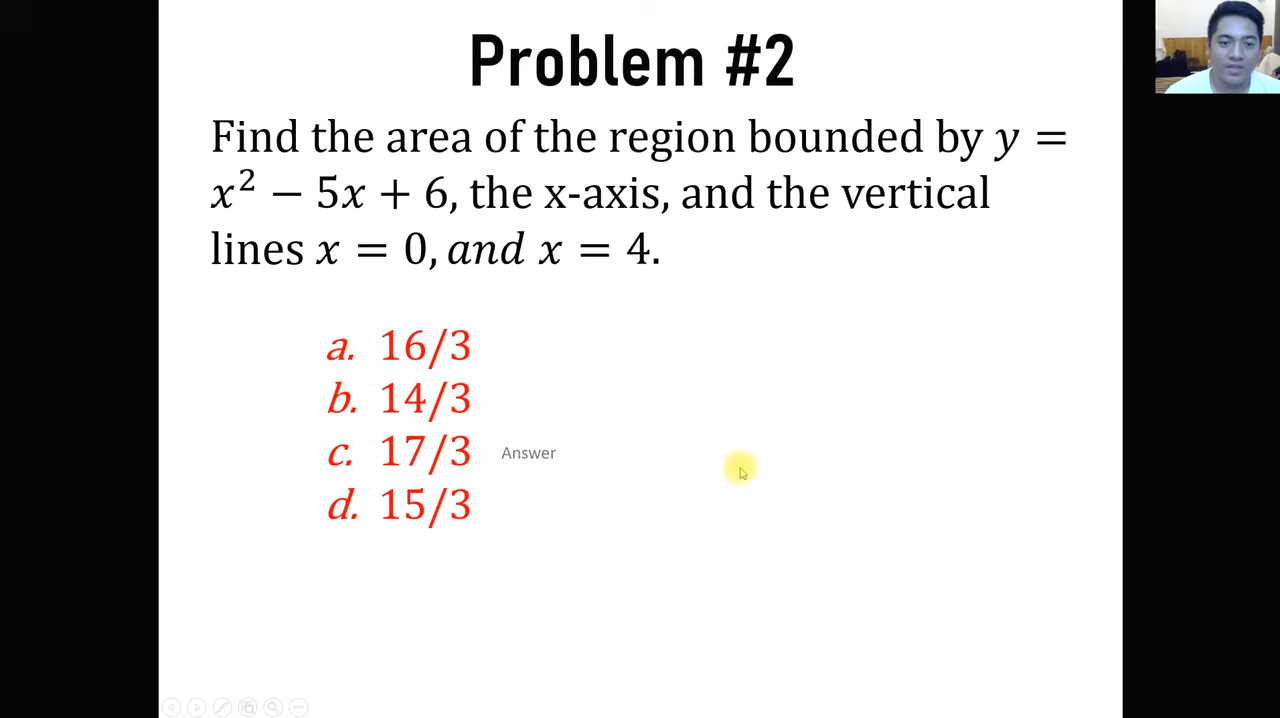 Problem #2
Find the area of the region bounded by y =
x² − 5x + 6, the x-axis, and the vertical
lines x = 0, and x = 4.
a. 16/3
b. 14/3
c. 17/3 Answer
d. 15/3